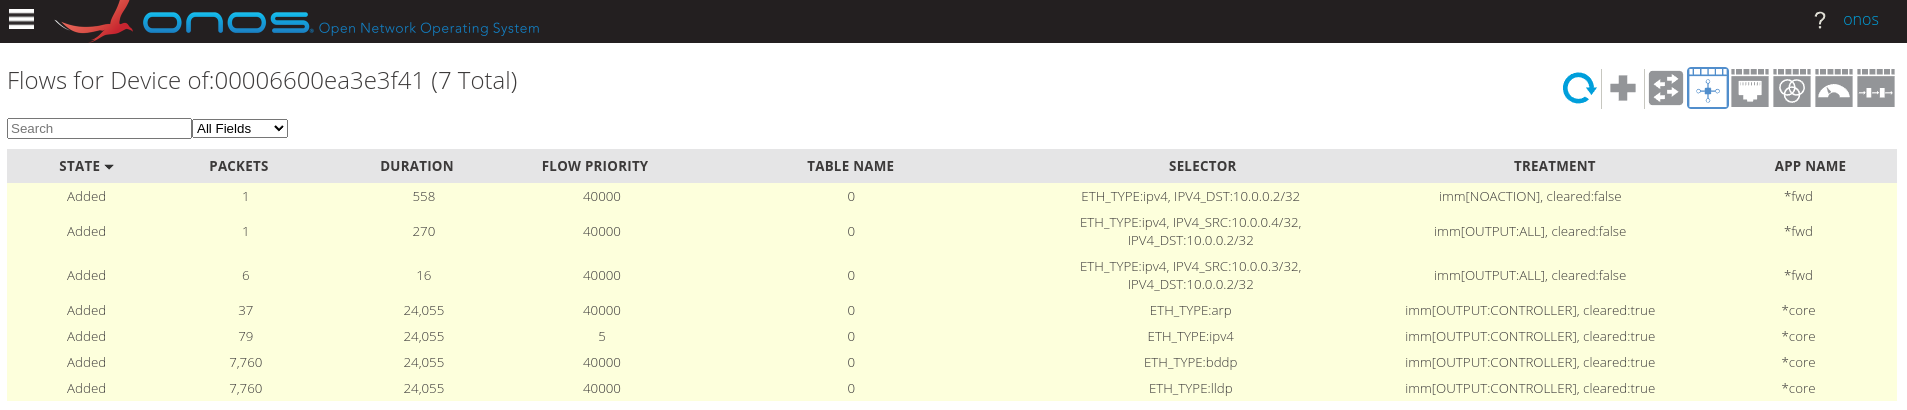 onos Open Network Operating System ? onos
Flows for Device of:00006600ea3e3f41 (7 Total)
Search All Fields
STATE PACKETS DURATION FLOW PRIORITY TABLE NAME SELECTOR TREATMENT APP NAME
Added 1 558 40000 0 ETH_TYPE:ipv4, IPV4_DST:10.0.0.2/32 imm[NOACTION], cleared:false *fwd
Added 1 270 40000 0 ETH_TYPE:ipv4, IPV4_SRC:10.0.0.4/32, imm[OUTPUT:ALL], cleared:false *fwd
IPV4_DST:10.0.0.2/32
Added 6 16 40000 0 ETH_TYPE:ipv4, IPV4_SRC:10.0.0.3/32, imm[OUTPUT:ALL], cleared:false *fwd
IPV4_DST:10.0.0.2/32
Added 37 24,055 40000 0 ETH_TYPE:arp imm[OUTPUT:CONTROLLER], cleared:true *core
Added 79 24,055 5 0 ETH_TYPE:ipv4 imm[OUTPUT:CONTROLLER], cleared:true *core
Added 7,760 24,055 40000 0 ETH_TYPE:bddp imm[OUTPUT:CONTROLLER], cleared:true *core
Added 7,760 24,055 40000 0 ETH_TYPE:lldp imm[OUTPUT:CONTROLLER], cleared:true *core